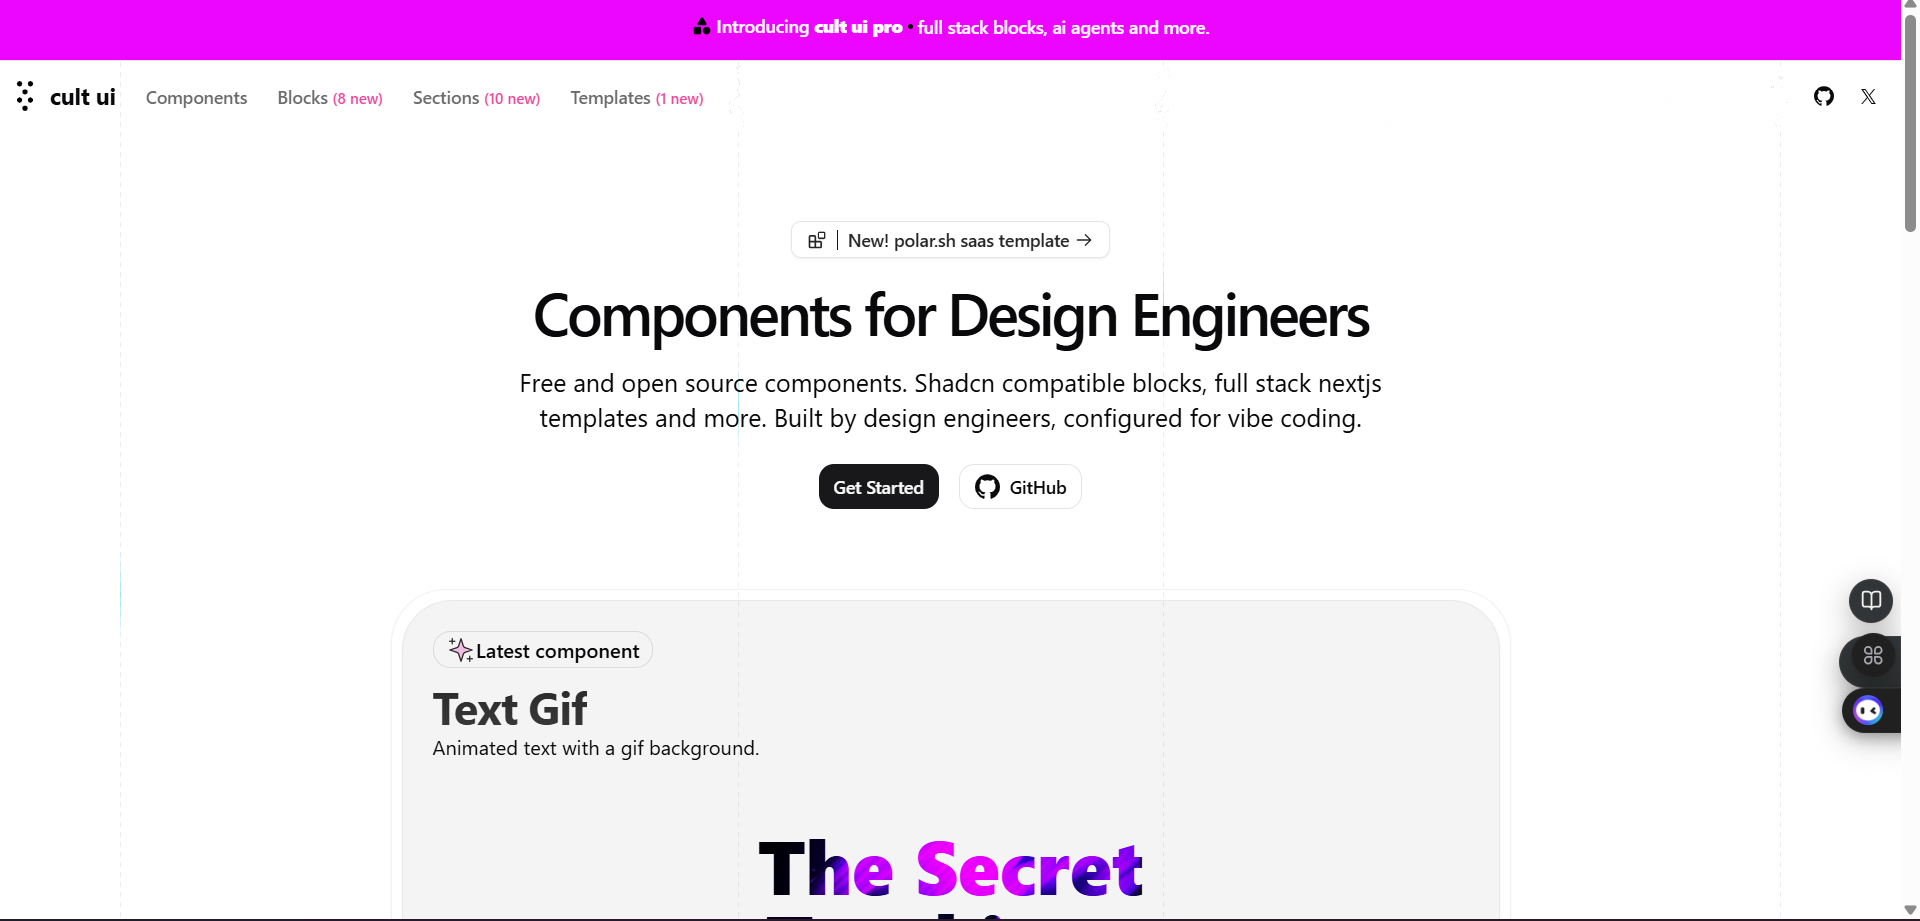 Introducing cult ui pro • full stack blocks, ai agents and more.
cult ui
Components
Blocks (8 new)
Sections (10 new)
Templates (1 new)
New! polar.sh saas template →
Components for Design Engineers
Free and open source components. Shadcn compatible blocks, full stack nextjs
templates and more. Built by design engineers, configured for vibe coding.
Get Started
GitHub
Latest component
Text Gif
Animated text with a gif background.
The Secret